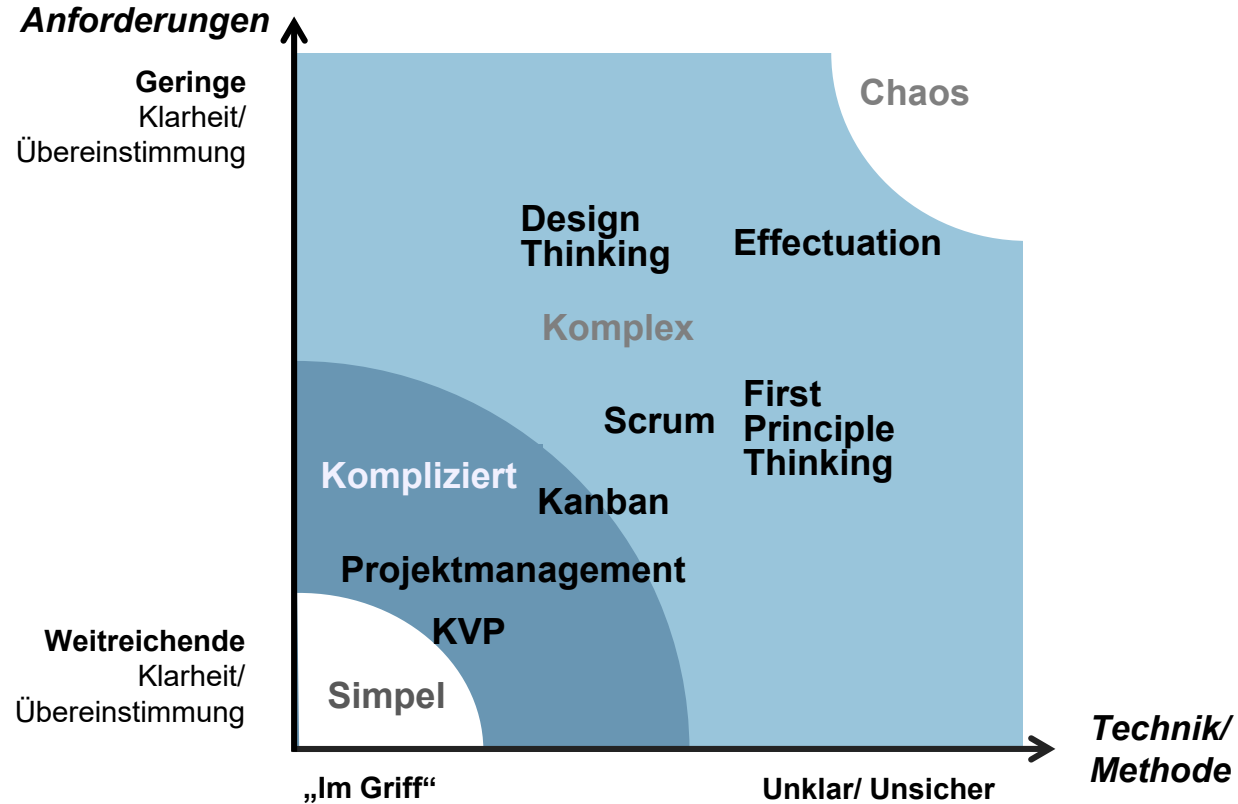 Anforderungen
Geringe
Klarheit/
Übereinstimmung
Chaos
Design
Thinking
Effectuation
Komplex
First
Principle
Thinking
Scrum
Kompliziert
Kanban
Projektmanagement
KVP
Weitreichende
Klarheit/
Übereinstimmung
Simpel
Technik/
Methode
„Im Griff“
Unklar/ Unsicher